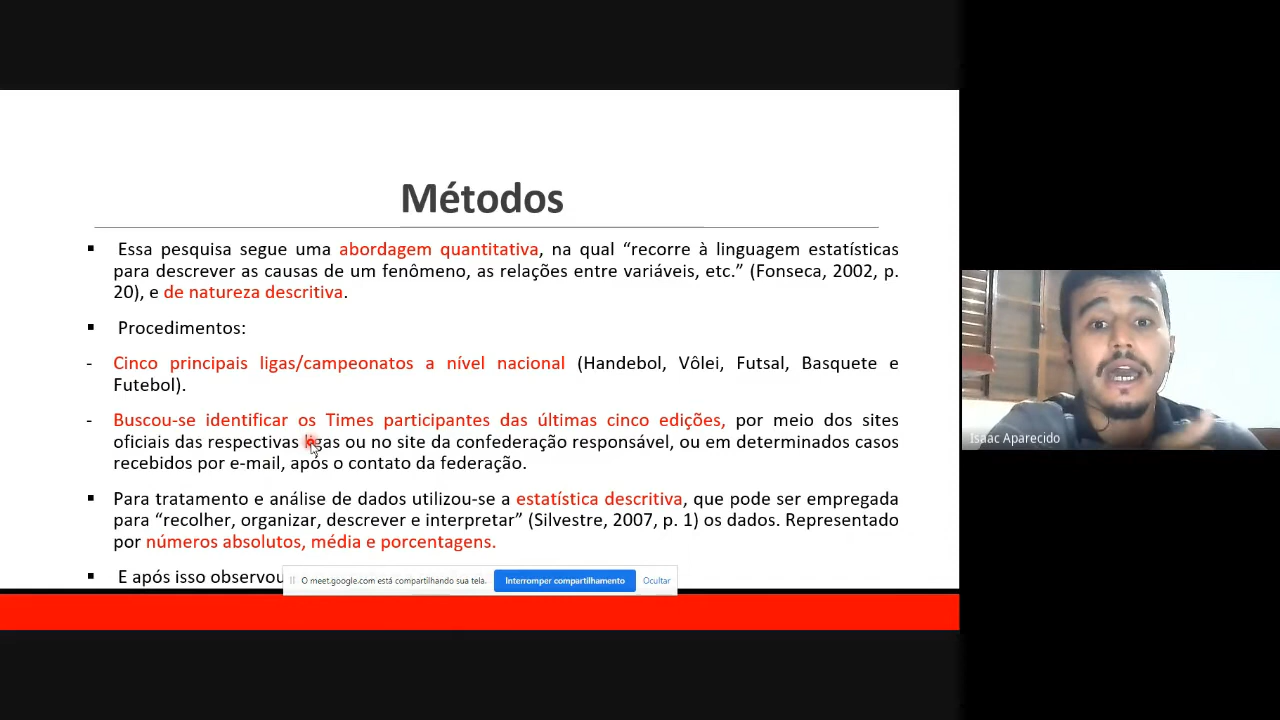 Métodos
▪ Essa pesquisa segue uma abordagem quantitativa, na qual “recorre à linguagem estatísticas
para descrever as causas de um fenômeno, as relações entre variáveis, etc.” (Fonseca, 2002, p.
20), e de natureza descritiva.
▪ Procedimentos:
- Cinco principais ligas/campeonatos a nível nacional (Handebol, Vôlei, Futsal, Basquete e
Futebol).
- Buscou-se identificar os Times participantes das últimas cinco edições, por meio dos sites
oficiais das respectivas ligas ou no site da confederação responsável, ou em determinados casos
recebidos por e-mail, após o contato da federação.
▪ Para tratamento e análise de dados utilizou-se a estatística descritiva, que pode ser empregada
para “recolher, organizar, descrever e interpretar” (Silvestre, 2007, p. 1) os dados. Representado
por números absolutos, média e porcentagens.
▪ E após isso observou
O meet.google.com está compartilhando sua tela.
Interromper compartilhamento
Ocultar
Isaac Aparecido